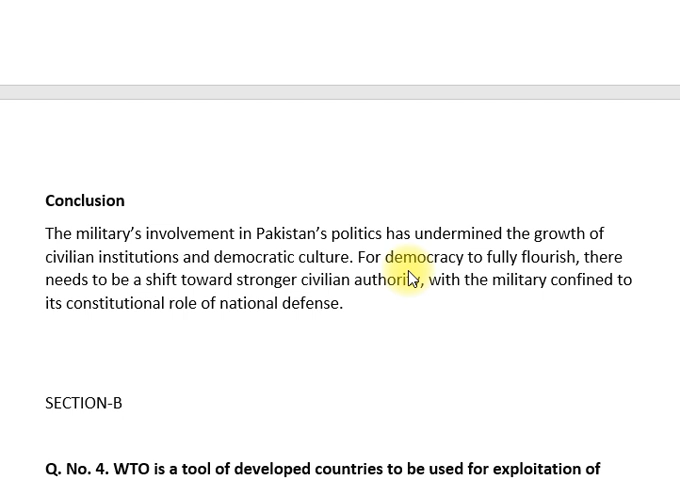 Conclusion
The military’s involvement in Pakistan’s politics has undermined the growth of
civilian institutions and democratic culture. For democracy to fully flourish, there
needs to be a shift toward stronger civilian authority, with the military confined to
its constitutional role of national defense.
SECTION-B
Q. No. 4. WTO is a tool of developed countries to be used for exploitation of